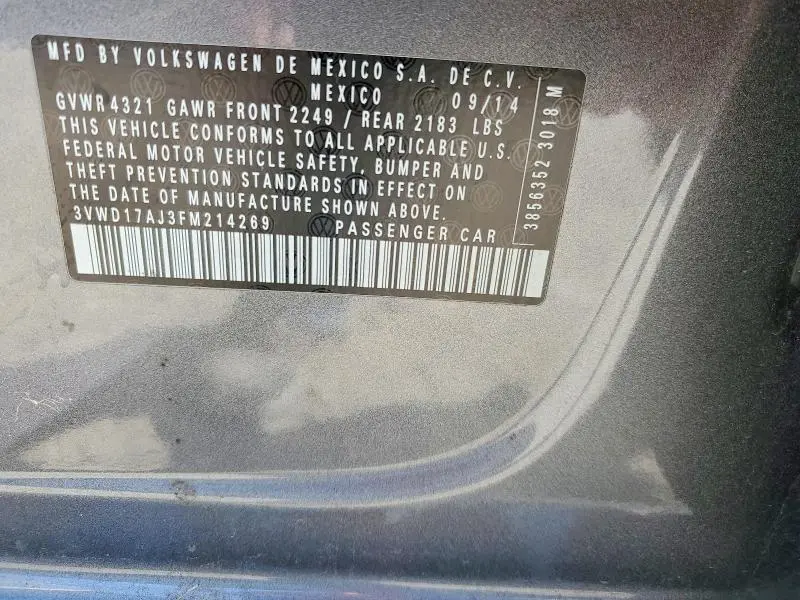 MFD BY VOLKSWAGEN DE MEXICO S.A. DE C.V.
MEXICO 09/14
GVWR 4321 GAWR FRONT 2249 / REAR 2183 LBS
THIS VEHICLE CONFORMS TO ALL APPLICABLE U.S.
FEDERAL MOTOR VEHICLE SAFETY, BUMPER AND
THEFT PREVENTION STANDARDS IN EFFECT ON
THE DATE OF MANUFACTURE SHOWN ABOVE.
3VWD17AJ3FM214269 PASSENGER CAR
3856352 3018 M